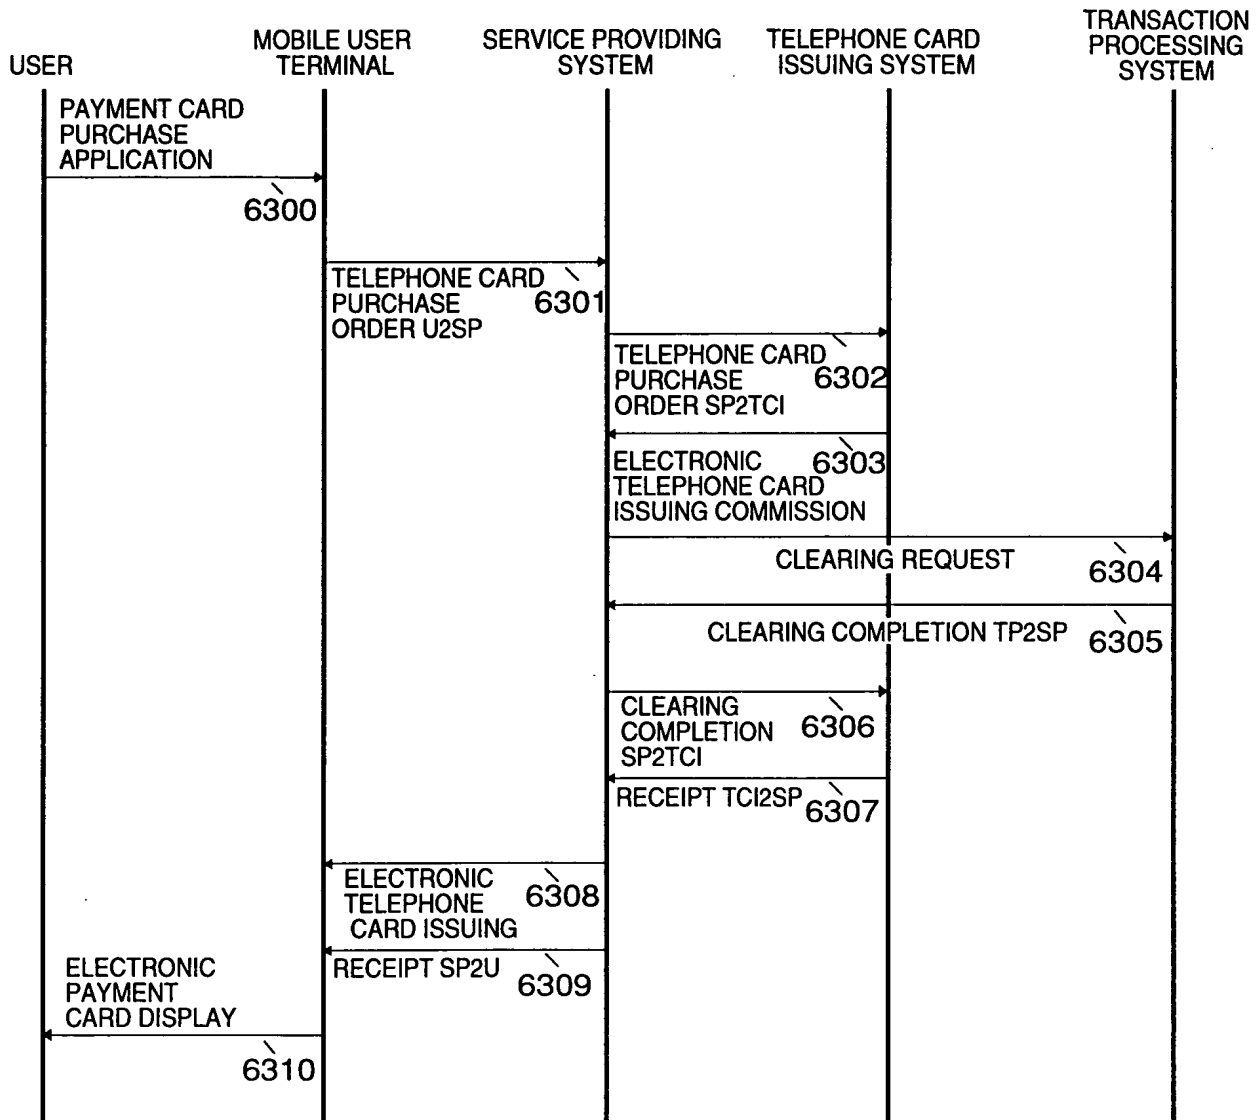 USER
MOBILE USER
TERMINAL
SERVICE PROVIDING
SYSTEM
TELEPHONE CARD
ISSUING SYSTEM
TRANSACTION
PROCESSING
SYSTEM
PAYMENT CARD
PURCHASE
APPLICATION
6300
TELEPHONE CARD
PURCHASE
ORDER U2SP
6301
TELEPHONE CARD
PURCHASE
ORDER SP2TCI
6302
ELECTRONIC
TELEPHONE CARD
ISSUING COMMISSION
6303
CLEARING REQUEST
6304
CLEARING COMPLETION TP2SP
6305
CLEARING
COMPLETION
SP2TCI
6306
RECEIPT TCI2SP
6307
ELECTRONIC
TELEPHONE
CARD ISSUING
6308
RECEIPT SP2U
6309
ELECTRONIC
PAYMENT
CARD DISPLAY
6310